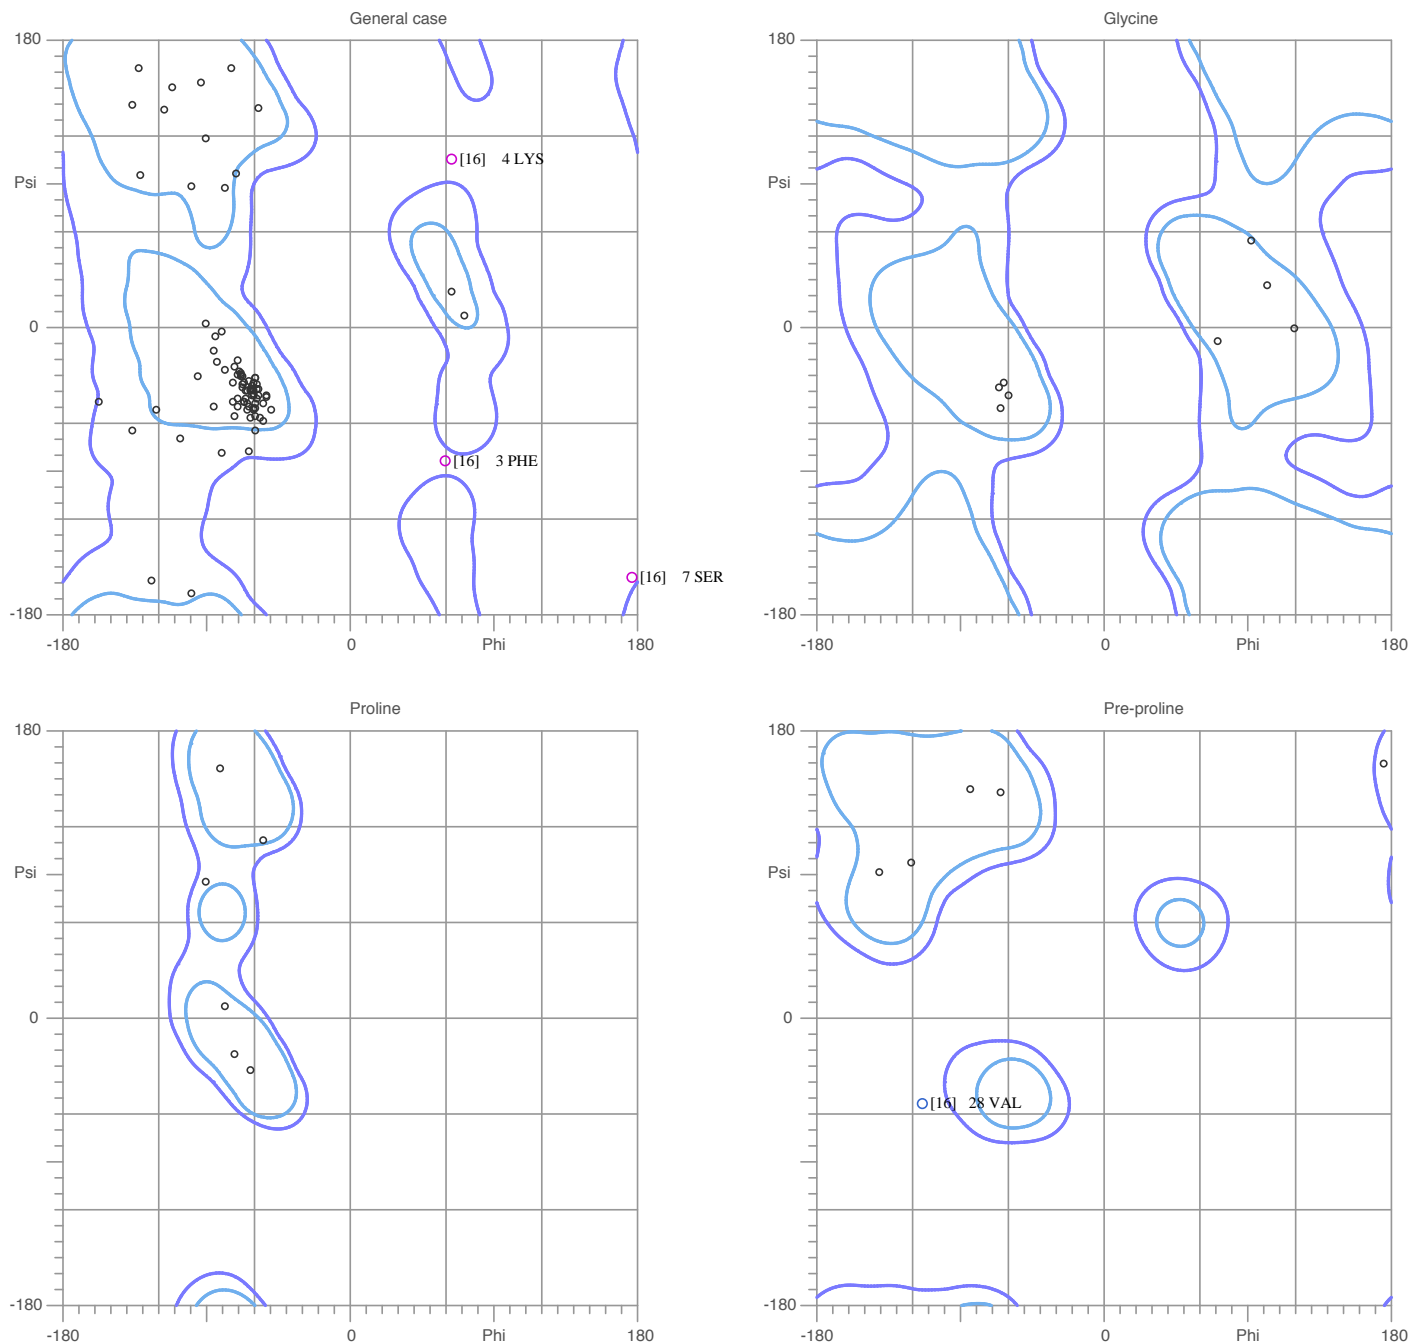 General case
Glycine
180
180
[16] 4 LYS
Psi
Psi
0
0
[16] 3 PHE
[16] 7 SER
-180
-180
-180 0 Phi 180
-180 0 Phi 180
Proline
Pre-proline
180
180
Psi
Psi
0
0
[16] 28 VAL
-180
-180
-180 0 Phi 180
-180 0 Phi 180